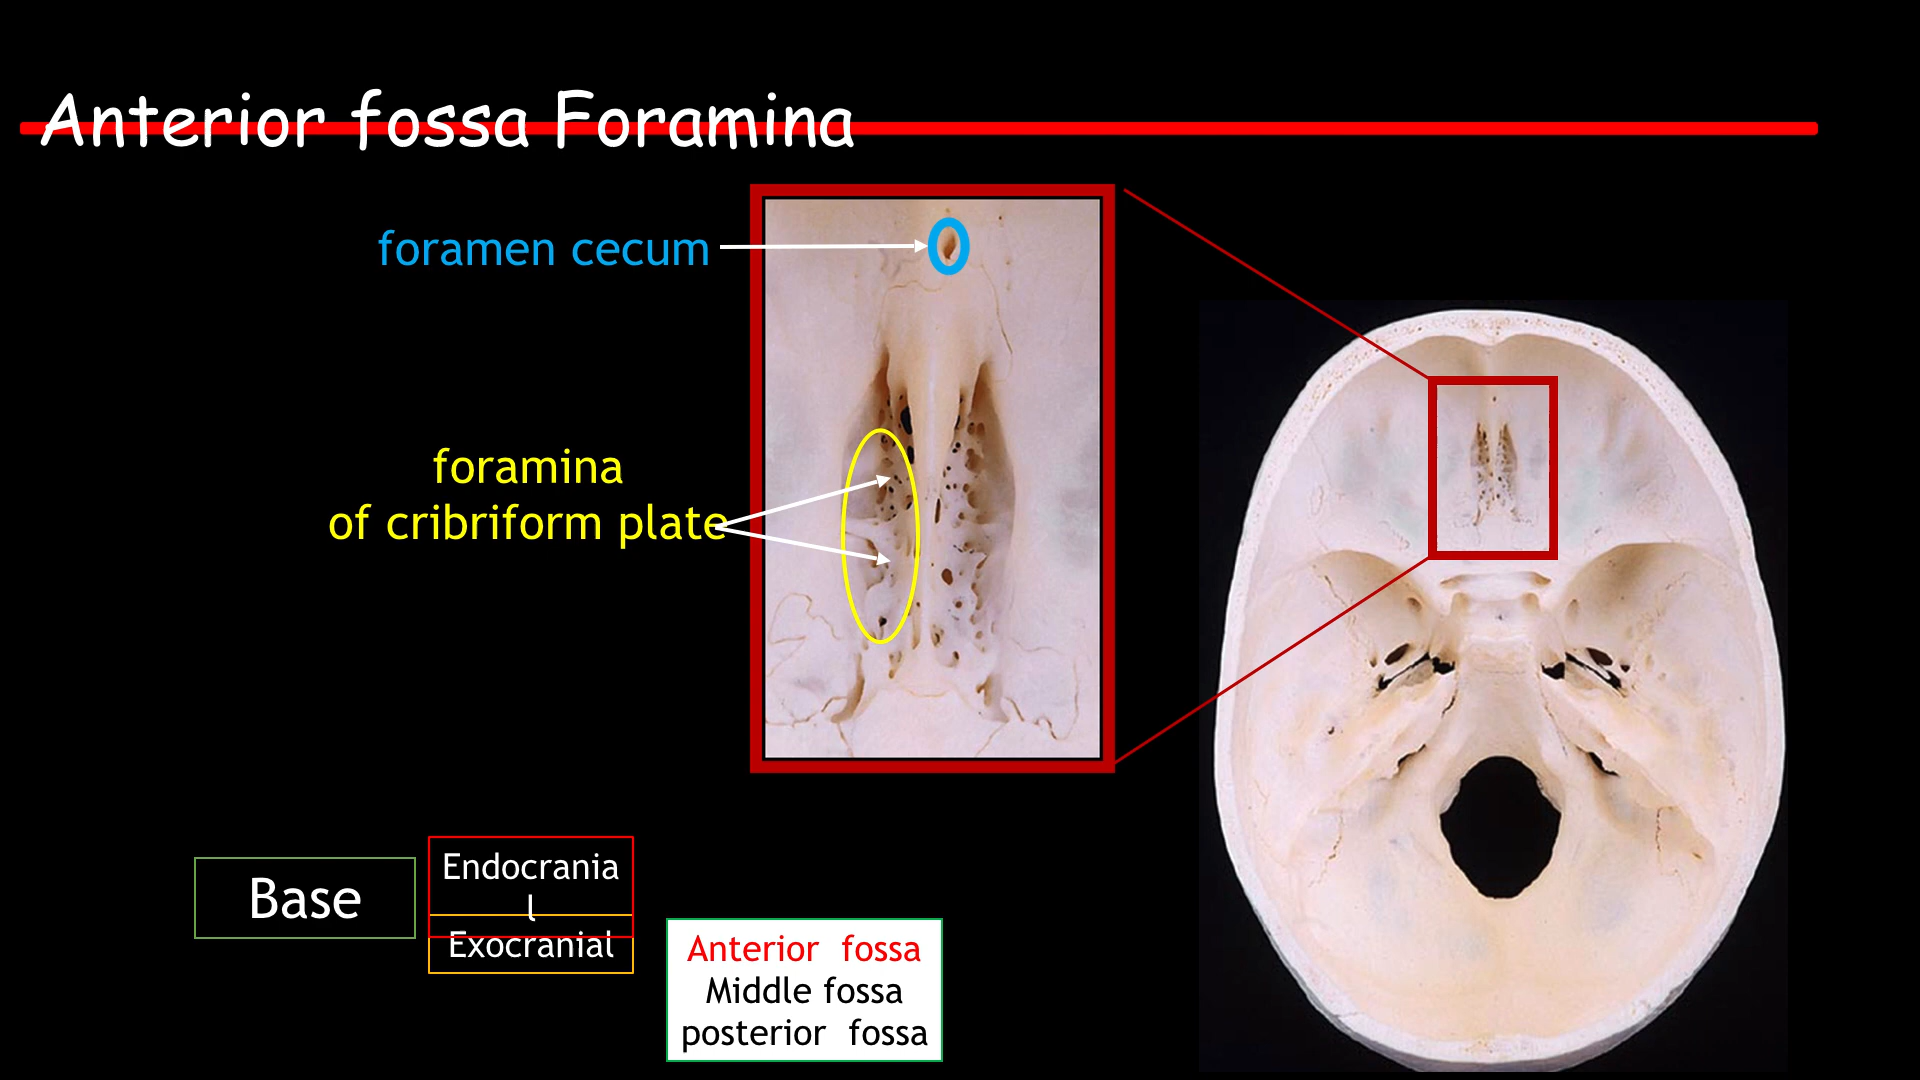 Anterior fossa Foramina
foramen cecum
foramina
of cribriform plate
Base
Endocrania
l
Exocranial
Anterior fossa
Middle fossa
posterior fossa